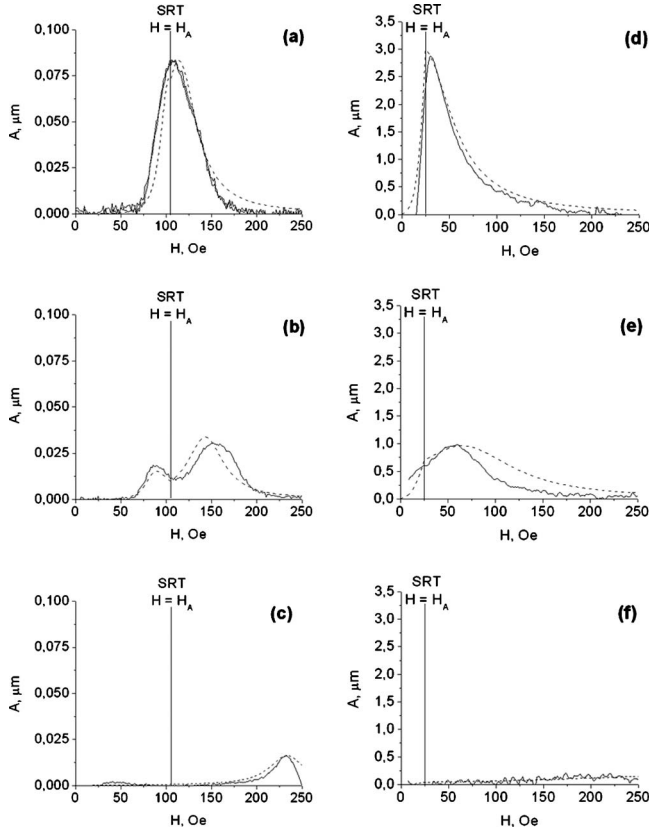 SRT
H = HA
(a)
A, μm
0,100
0,075
0,050
0,025
0,000
0 50 100 150 200 250
H, Oe
SRT
H = HA
(d)
A, μm
3,5
3,0
2,5
2,0
1,5
1,0
0,5
0,0
0 50 100 150 200 250
H, Oe
SRT
H = HA
(b)
A, μm
0,100
0,075
0,050
0,025
0,000
0 50 100 150 200 250
H, Oe
SRT
H = HA
(e)
A, μm
3,5
3,0
2,5
2,0
1,5
1,0
0,5
0,0
0 50 100 150 200 250
H, Oe
SRT
H = HA
(c)
A, μm
0,100
0,075
0,050
0,025
0,000
0 50 100 150 200 250
H, Oe
SRT
H = HA
(f)
A, μm
3,5
3,0
2,5
2,0
1,5
1,0
0,5
0,0
0 50 100 150 200 250
H, Oe